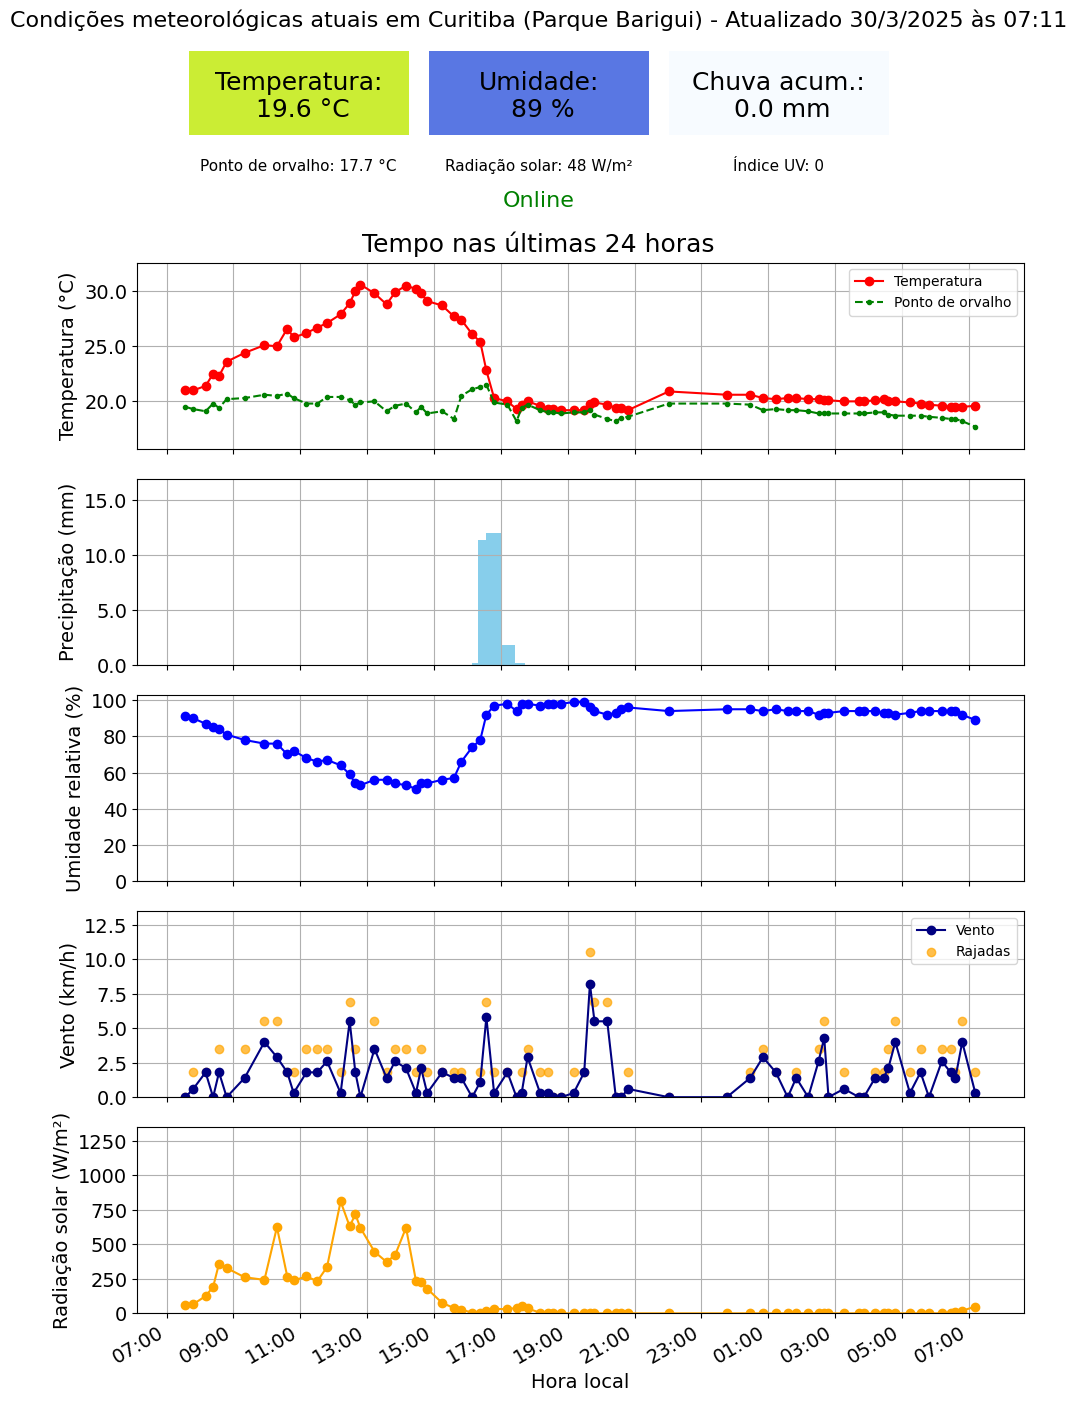 Condições meteorológicas atuais em Curitiba (Parque Barigui) - Atualizado 30/3/2025 às 07:11
Temperatura:
19.6 °C
Umidade:
89 %
Chuva acum.:
0.0 mm
Ponto de orvalho: 17.7 °C
Radiação solar: 48 W/m²
Índice UV: 0
Online
Tempo nas últimas 24 horas
Temperatura (°C)
30.0
25.0
20.0
Temperatura
Ponto de orvalho
Precipitação (mm)
15.0
10.0
5.0
0.0
Umidade relativa (%)
100
80
60
40
20
0
Vento (km/h)
12.5
10.0
7.5
5.0
2.5
0.0
Vento
Rajadas
Radiação solar (W/m²)
1250
1000
750
500
250
0
07:00
09:00
11:00
13:00
15:00
17:00
19:00
21:00
23:00
01:00
03:00
05:00
07:00
Hora local